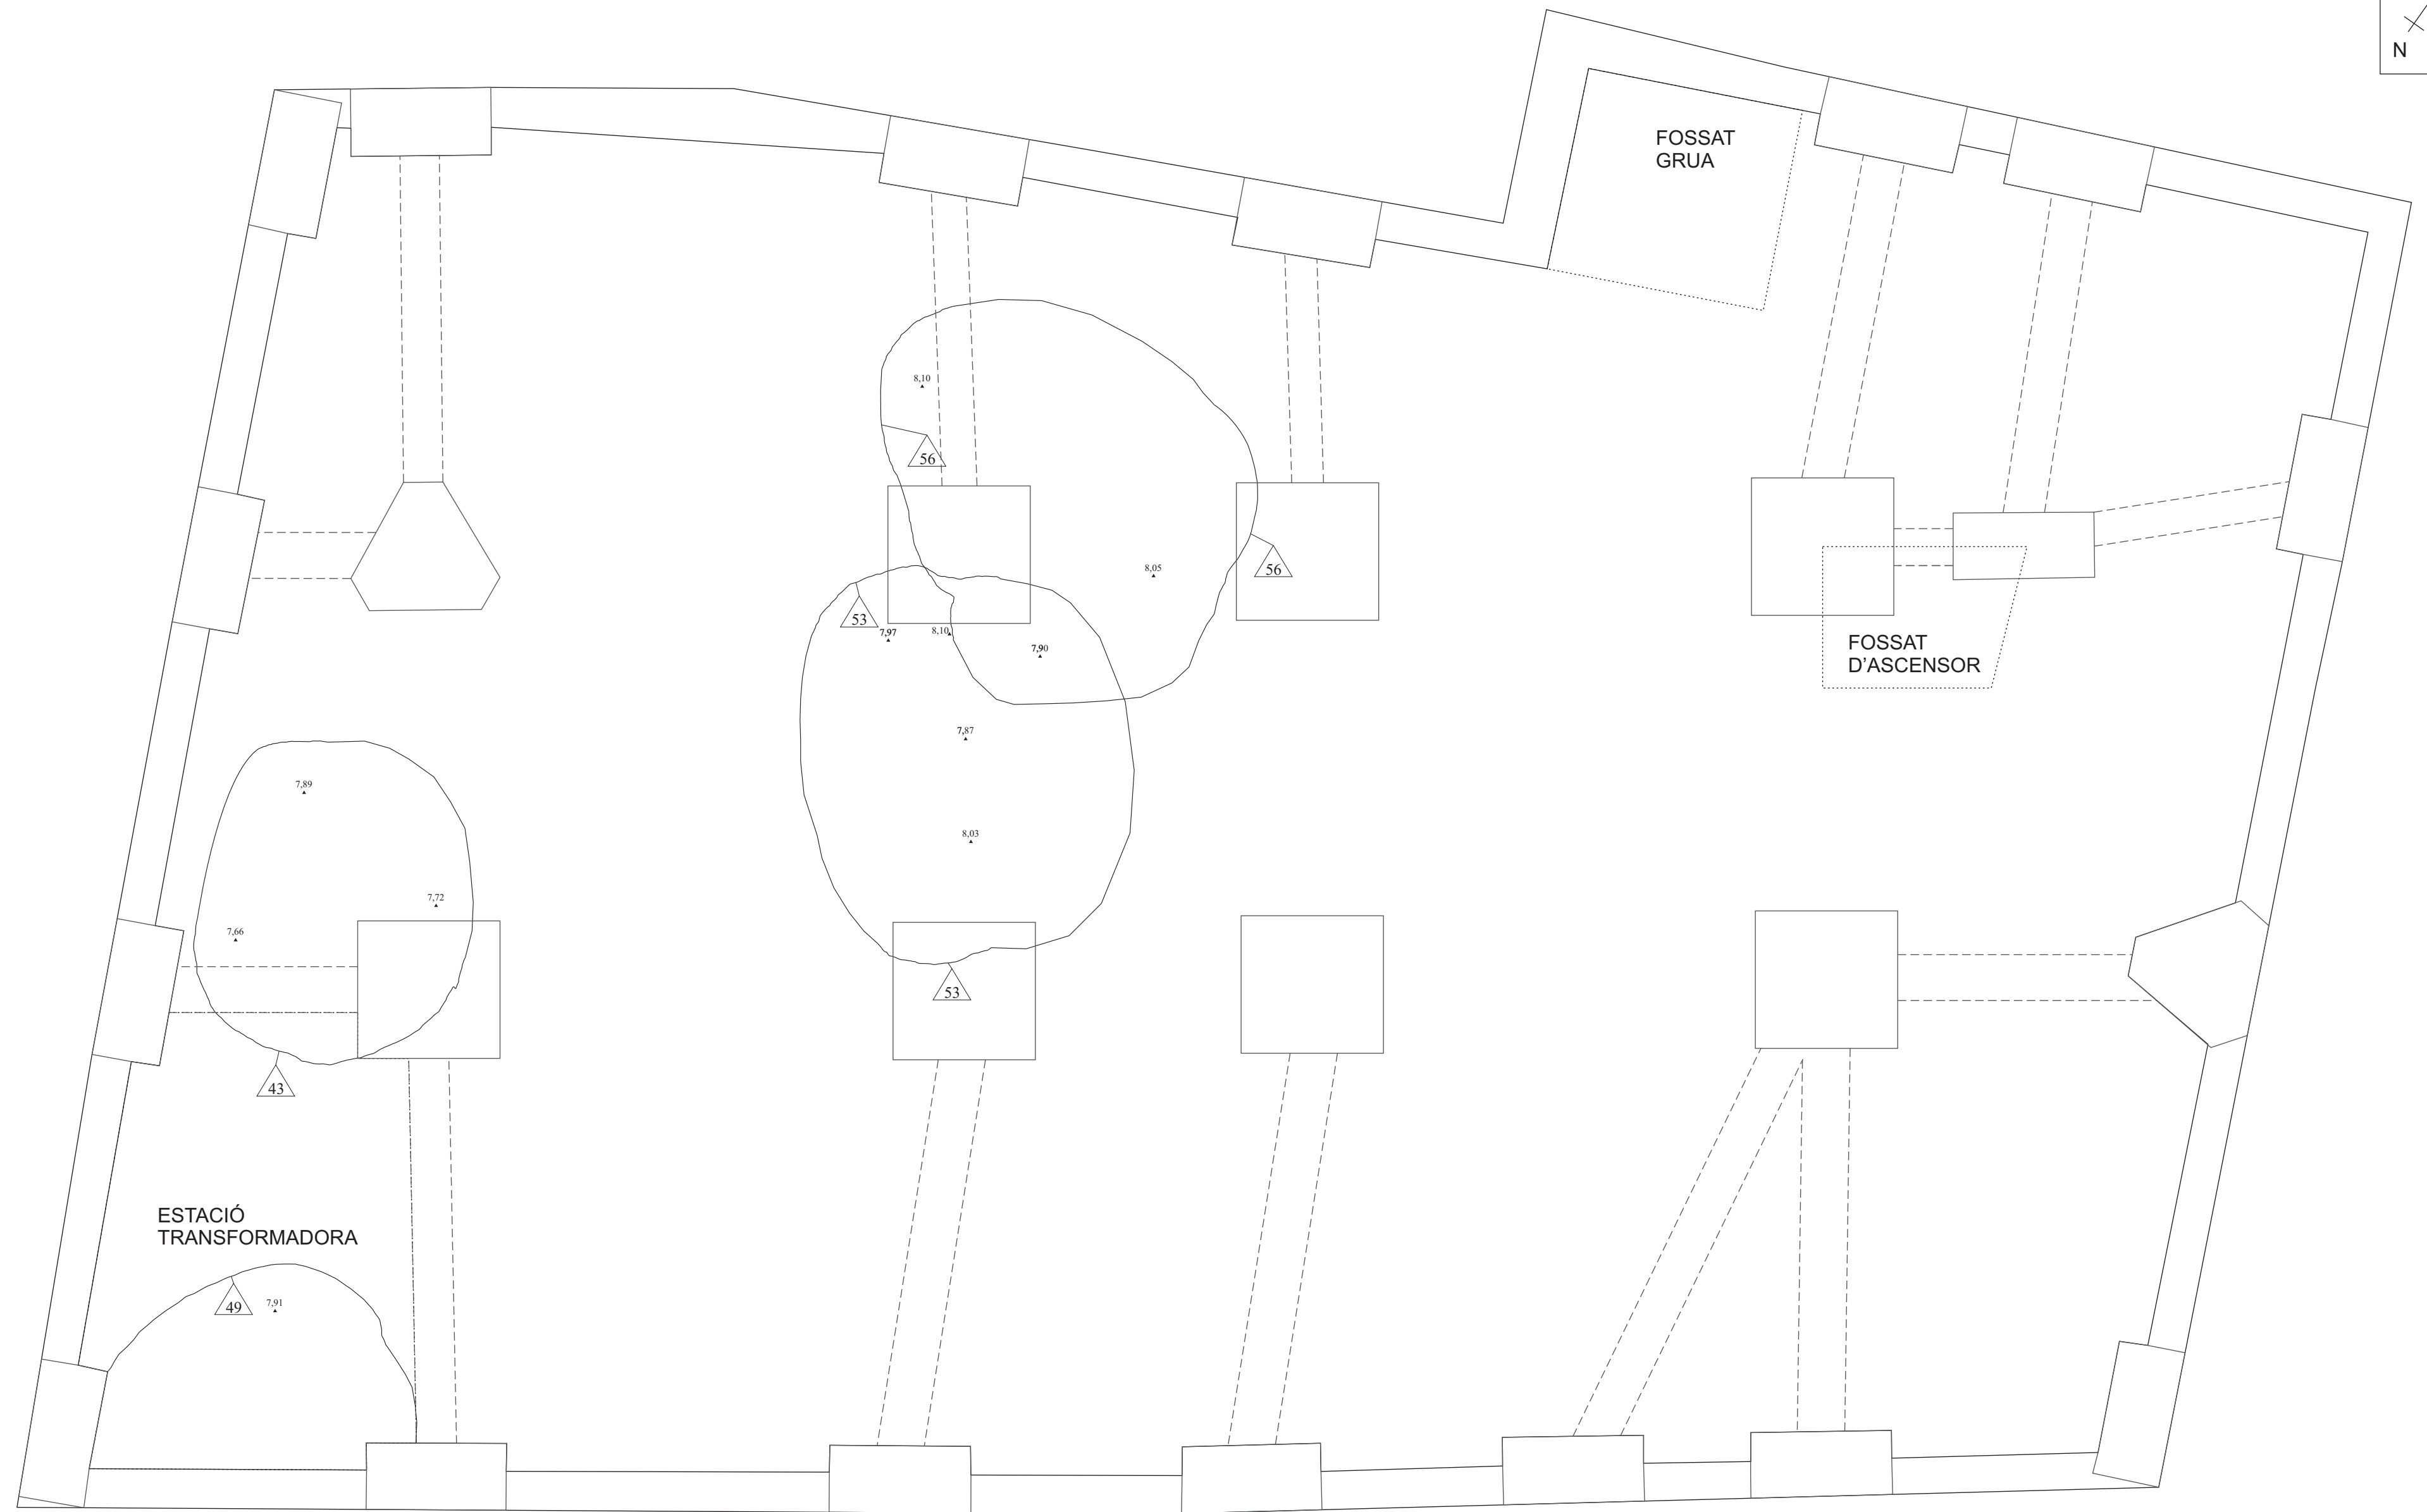 N
FOSSAT
GRUA
8,10
56
8,05
56
53
7,97
8,10
7,90
FOSSAT
D'ASCENSOR
7,87
7,89
8,03
7,72
7,66
53
43
ESTACIÓ
TRANSFORMADORA
49
7,91